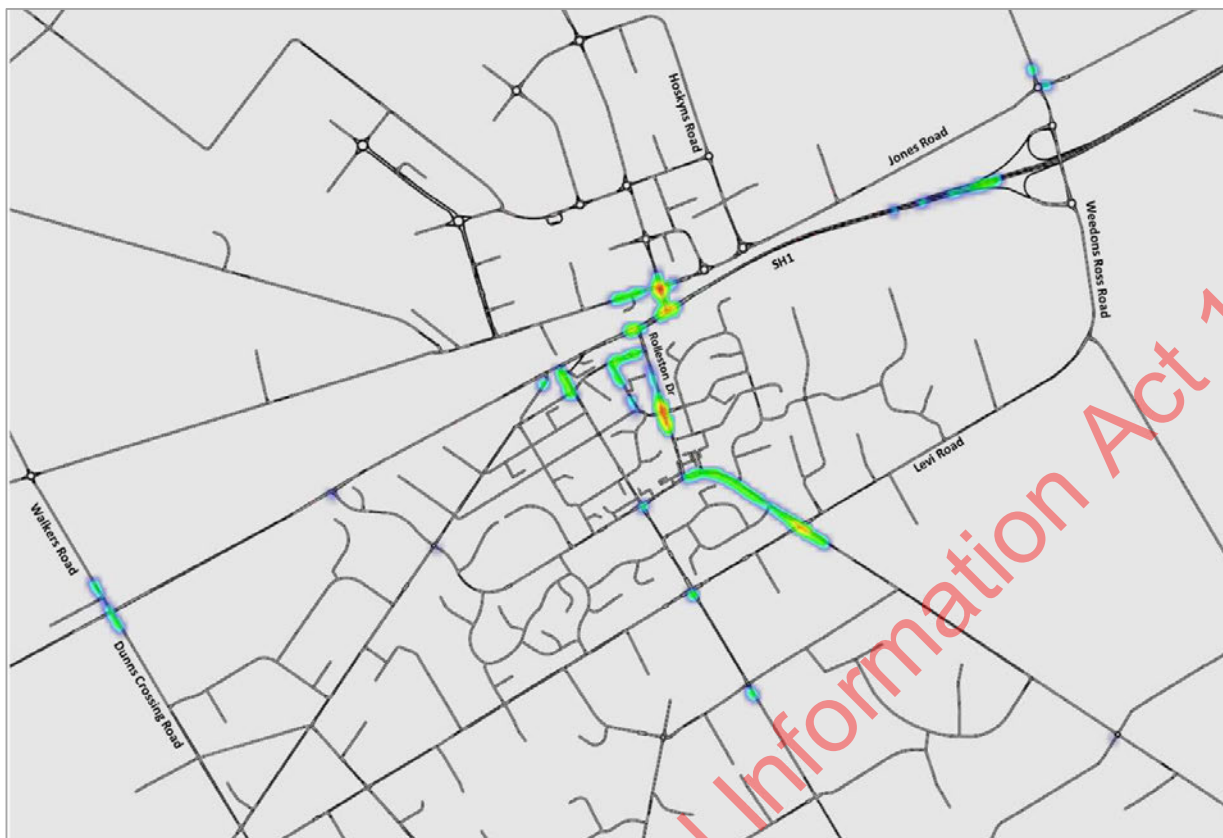 Hoskyns Road
Jones Road
Weedons Ross Road
SH1
Rolleston Dr
Levi Road
Walkers Road
Dunns Crossing Road
Information Act 1